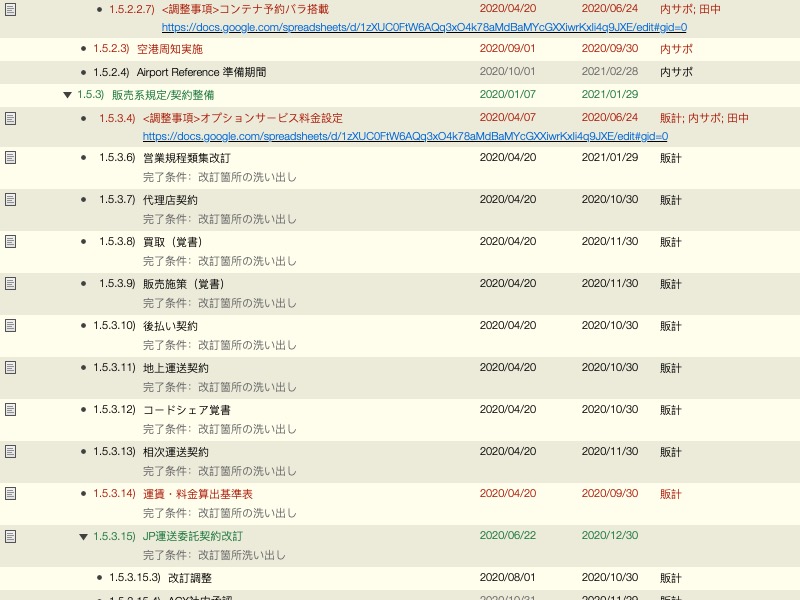 1.5.2.2.7) <調整事項>コンテナ予約バラ搭載 2020/04/20 2020/06/24 内サポ; 田中
https://docs.google.com/spreadsheets/d/1zXUC0FtW6AQq3xO4k78aMdBaMYcGXXiwrKxli4q9JXE/edit#gid=0
1.5.2.3) 空港周知実施 2020/09/01 2020/09/30 内サポ
1.5.2.4) Airport Reference 準備期間 2020/10/01 2021/02/28 内サポ
1.5.3) 販売系規定/契約整備 2020/01/07 2021/01/29
1.5.3.4) <調整事項>オプションサービス料金設定 2020/04/07 2020/06/24 販計; 内サポ; 田中
https://docs.google.com/spreadsheets/d/1zXUC0FtW6AQq3xO4k78aMdBaMYcGXXiwrKxli4q9JXE/edit#gid=0
1.5.3.6) 営業規程類集改訂 2020/04/20 2021/01/29 販計
完了条件: 改訂箇所の洗い出し
1.5.3.7) 代理店契約 2020/04/20 2020/10/30 販計
完了条件: 改訂箇所の洗い出し
1.5.3.8) 買取（覚書） 2020/04/20 2020/11/30 販計
完了条件: 改訂箇所の洗い出し
1.5.3.9) 販売施策（覚書） 2020/04/20 2020/11/30 販計
完了条件: 改訂箇所の洗い出し
1.5.3.10) 後払い契約 2020/04/20 2020/10/30 販計
完了条件: 改訂箇所の洗い出し
1.5.3.11) 地上運送契約 2020/04/20 2020/10/30 販計
完了条件: 改訂箇所の洗い出し
1.5.3.12) コードシェア覚書 2020/04/20 2020/10/30 販計
完了条件: 改訂箇所の洗い出し
1.5.3.13) 相次運送契約 2020/04/20 2020/11/30 販計
完了条件: 改訂箇所の洗い出し
1.5.3.14) 運賃・料金算出基準表 2020/04/20 2020/09/30 販計
完了条件: 改訂箇所の洗い出し
1.5.3.15) JP運送委託契約改訂 2020/06/22 2020/12/30
完了条件: 改訂箇所洗い出し
1.5.3.15.3) 改訂調整 2020/08/01 2020/10/30 販計